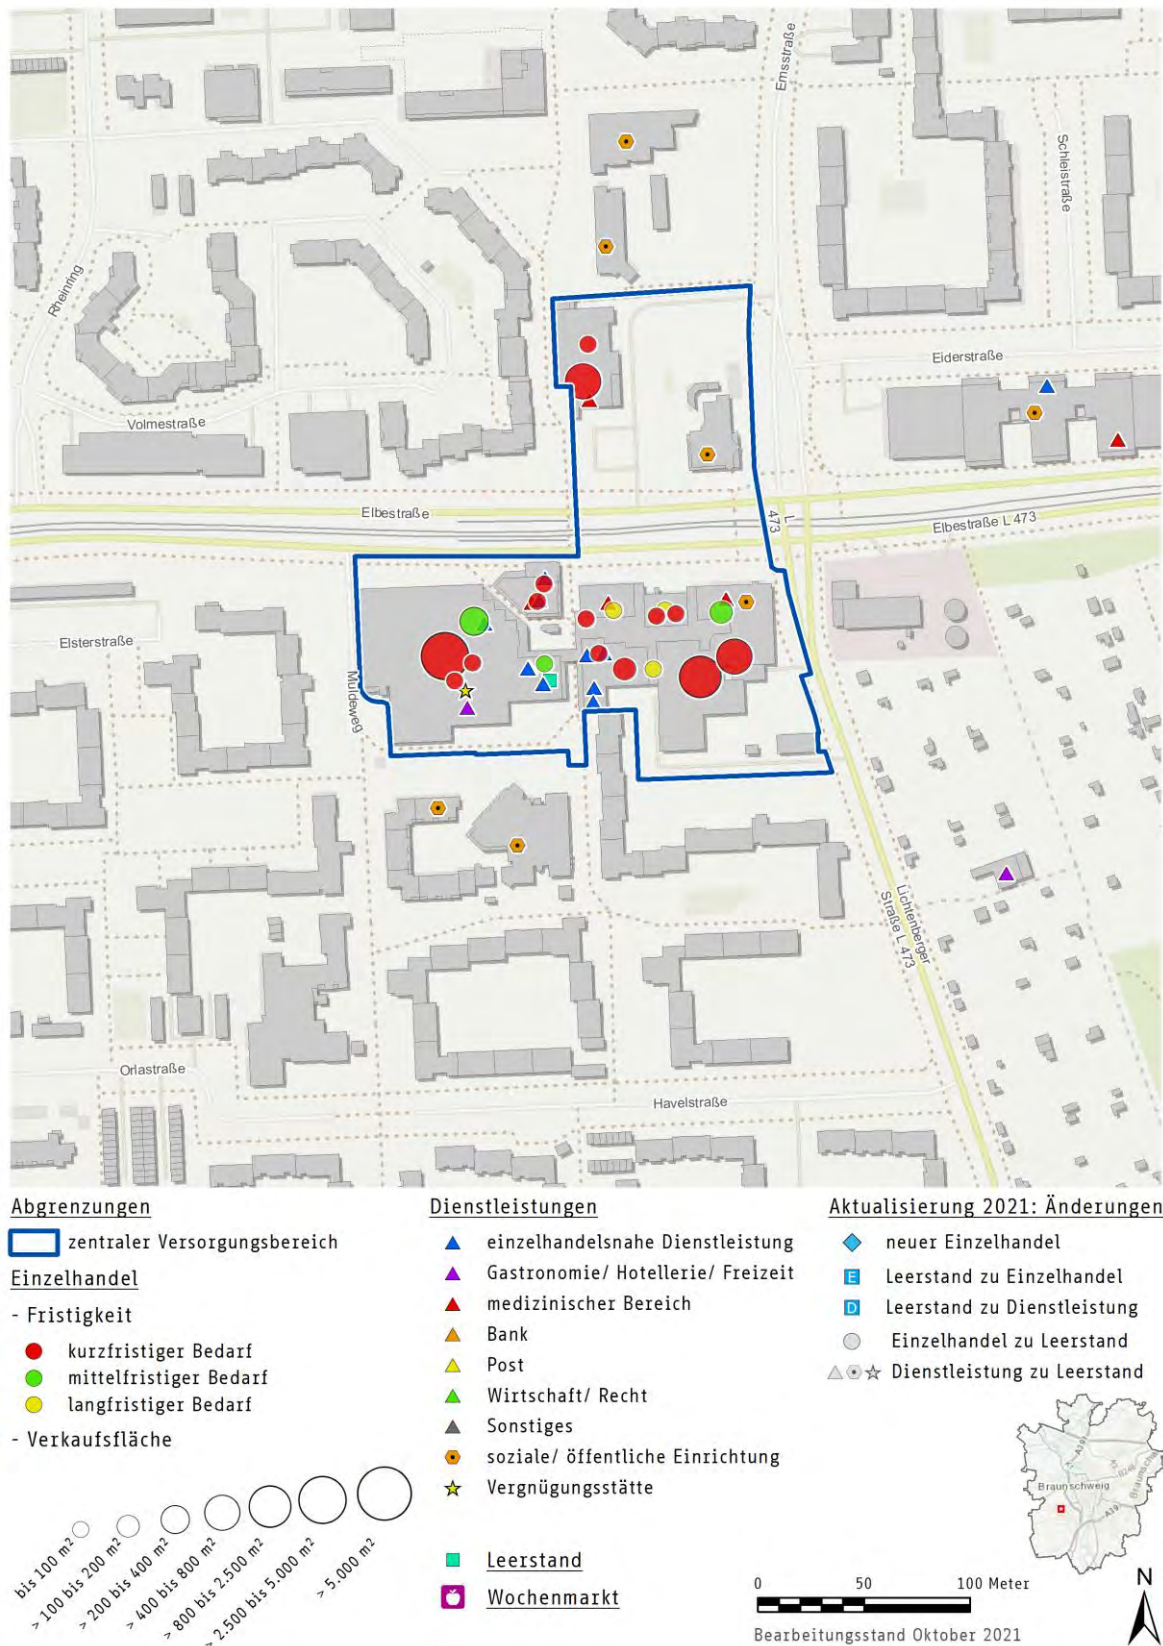 Emsstraße
Schleistraße
Rheinring
Eiderstraße
Volmestraße
Elbestraße
L 473
Elbestraße L 473
Elsterstraße
Muldeweg
Lichtenberger
Straße L 473
Orlastraße
Havelstraße
Abgrenzungen
zentraler Versorgungsbereich
Einzelhandel
- Fristigkeit
kurzfristiger Bedarf
mittelfristiger Bedarf
langfristiger Bedarf
- Verkaufsfläche
bis 100 m²
> 100 bis 200 m²
> 200 bis 400 m²
> 400 bis 800 m²
> 800 bis 2.500 m²
> 2.500 bis 5.000 m²
> 5.000 m²
Dienstleistungen
einzelhandelsnahe Dienstleistung
Gastronomie/ Hotellerie/ Freizeit
medizinischer Bereich
Bank
Post
Wirtschaft/ Recht
Sonstiges
soziale/ öffentliche Einrichtung
Vergnügungsstätte
Leerstand
Wochenmarkt
Aktualisierung 2021: Änderungen
neuer Einzelhandel
E Leerstand zu Einzelhandel
D Leerstand zu Dienstleistung
Einzelhandel zu Leerstand
Dienstleistung zu Leerstand
A39
B248
Braunschweig
A39
N
0 50 100 Meter
Bearbeitungsstand Oktober 2021